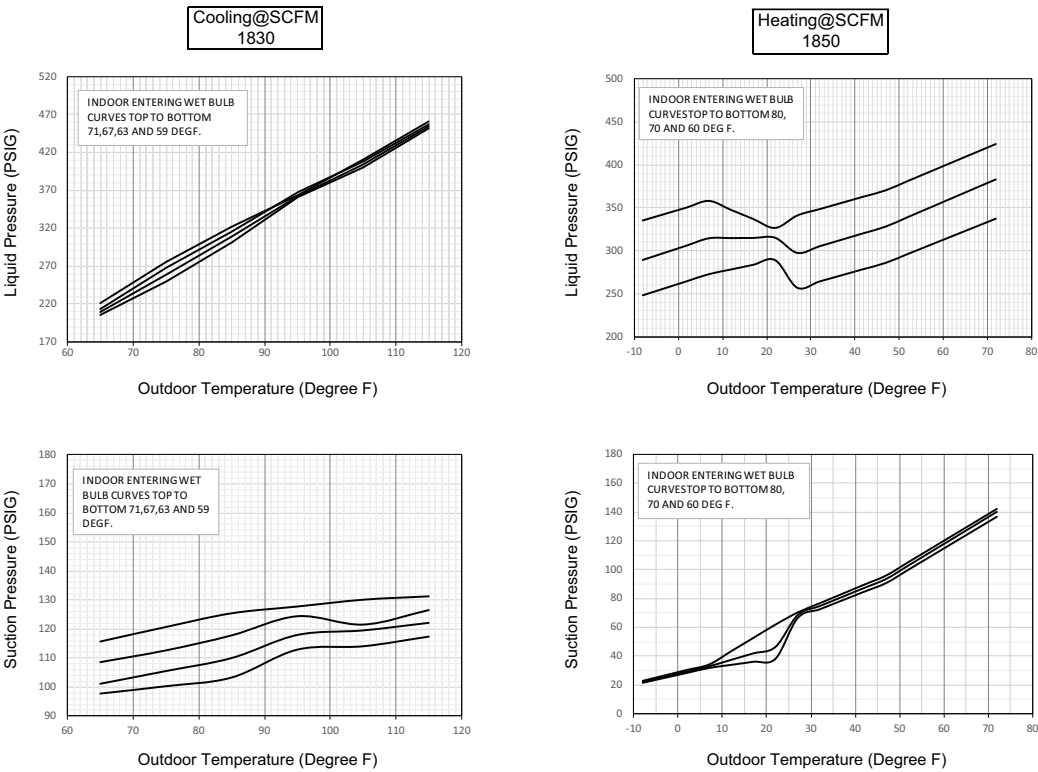 Cooling@SCFM
1830
Heating@SCFM
1850
520
470
420
370
320
270
220
170
INDOOR ENTERING WET BULB
CURVES TOP TO BOTTOM
71,67,63 AND 59 DEGF.
60 70 80 90 100 110 120
Liquid Pressure (PSIG)
Outdoor Temperature (Degree F)
500
450
400
350
300
250
200
INDOOR ENTERING WET BULB
CURVESTOP TO BOTTOM 80,
70 AND 60 DEG F.
-10 0 10 20 30 40 50 60 70 80
Liquid Pressure (PSIG)
Outdoor Temperature (Degree F)
180
170
160
150
140
130
120
110
100
90
INDOOR ENTERING WET
BULB CURVES TOP TO
BOTTOM 71,67,63 AND 59
DEGF.
60 70 80 90 100 110 120
Suction Pressure (PSIG)
Outdoor Temperature (Degree F)
180
160
140
120
100
80
60
40
20
0
INDOOR ENTERING WET BULB
CURVESTOP TO BOTTOM 80,
70 AND 60 DEG F.
-10 0 10 20 30 40 50 60 70 80
Suction Pressure (PSIG)
Outdoor Temperature (Degree F)